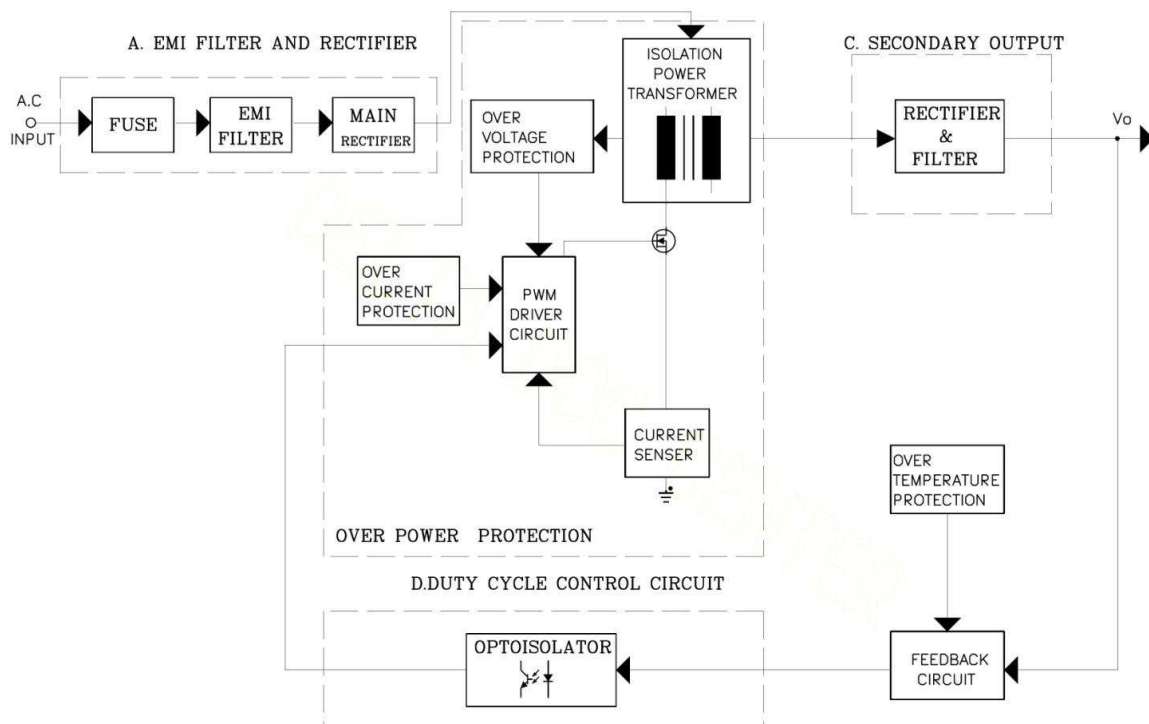 A. EMI FILTER AND RECTIFIER
C. SECONDARY OUTPUT
A.C
INPUT
FUSE
EMI
FILTER
MAIN
RECTIFIER
OVER
VOLTAGE
PROTECTION
ISOLATION
POWER
TRANSFORMER
RECTIFIER
&
FILTER
Vo
OVER
CURRENT
PROTECTION
PWM
DRIVER
CIRCUIT
CURRENT
SENSER
OVER
TEMPERATURE
PROTECTION
OVER POWER PROTECTION
D.DUTY CYCLE CONTROL CIRCUIT
OPTOISOLATOR
FEEDBACK
CIRCUIT